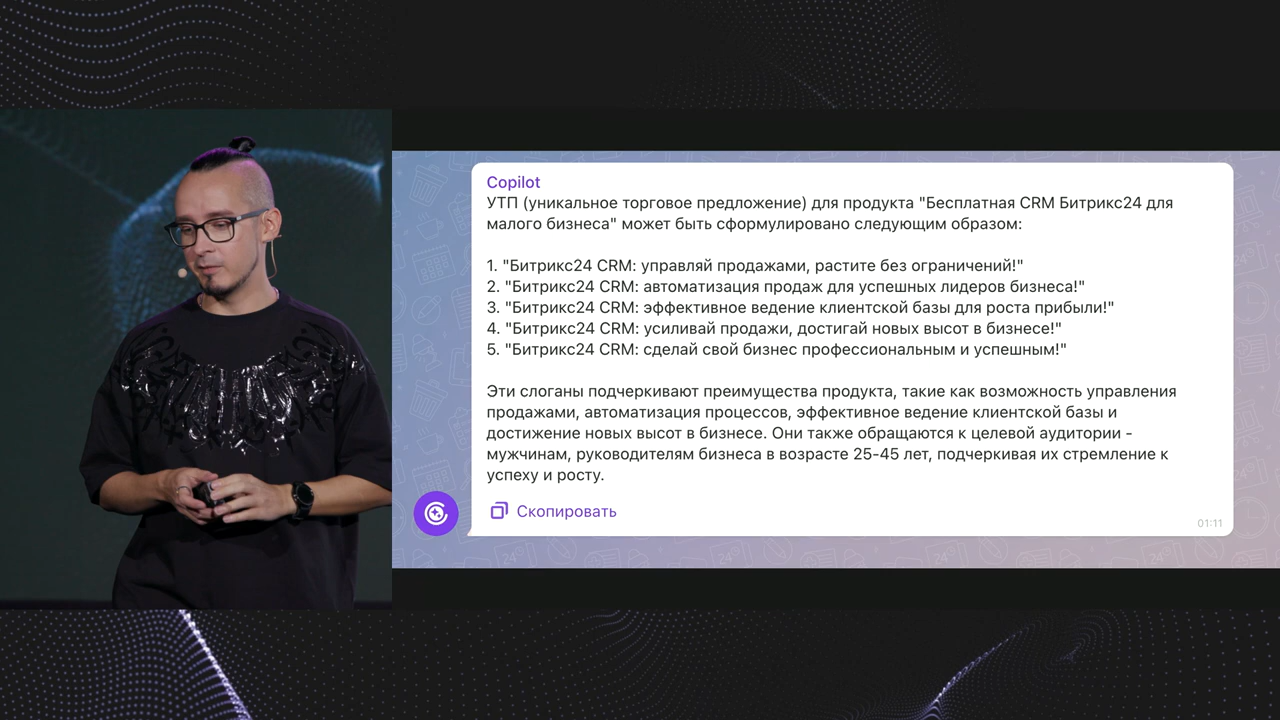 Copilot
УТП (уникальное торговое предложение) для продукта "Бесплатная CRM Битрикс24 для
малого бизнеса" может быть сформулировано следующим образом:
1. "Битрикс24 CRM: управляй продажами, растите без ограничений!"
2. "Битрикс24 CRM: автоматизация продаж для успешных лидеров бизнеса!"
3. "Битрикс24 CRM: эффективное ведение клиентской базы для роста прибыли!"
4. "Битрикс24 CRM: усиливай продажи, достигай новых высот в бизнесе!"
5. "Битрикс24 CRM: сделай свой бизнес профессиональным и успешным!"
Эти слоганы подчеркивают преимущества продукта, такие как возможность управления
продажами, автоматизация процессов, эффективное ведение клиентской базы и
достижение новых высот в бизнесе. Они также обращаются к целевой аудитории -
мужчинам, руководителям бизнеса в возрасте 25-45 лет, подчеркивая их стремление к
успеху и росту.
Скопировать
01:11